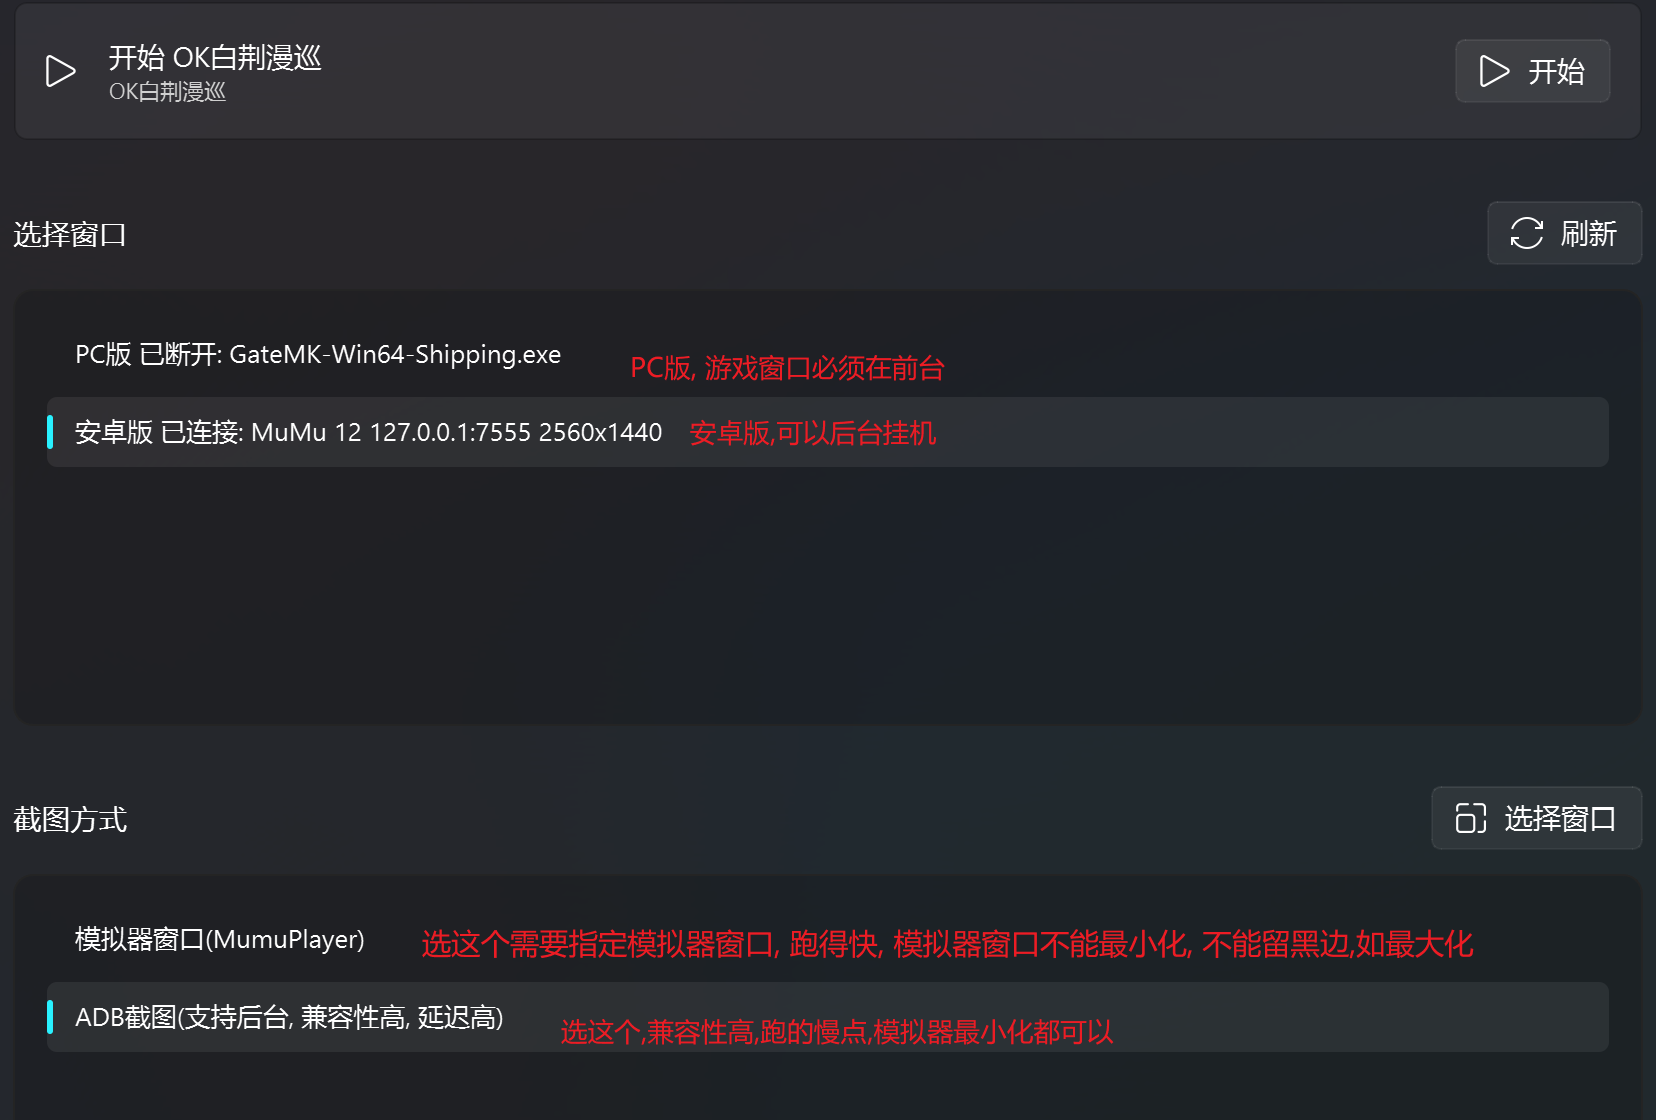 开始 OK白荆漫巡
OK白荆漫巡
开始
选择窗口
刷新
PC版 已断开: GateMK-Win64-Shipping.exe
PC版, 游戏窗口必须在前台
安卓版 已连接: MuMu 12 127.0.0.1:7555 2560x1440
安卓版,可以后台挂机
截图方式
选择窗口
模拟器窗口(MumuPlayer)
选这个需要指定模拟器窗口, 跑得快, 模拟器窗口不能最小化, 不能留黑边,如最大化
ADB截图(支持后台, 兼容性高, 延迟高)
选这个,兼容性高,跑的慢点,模拟器最小化都可以